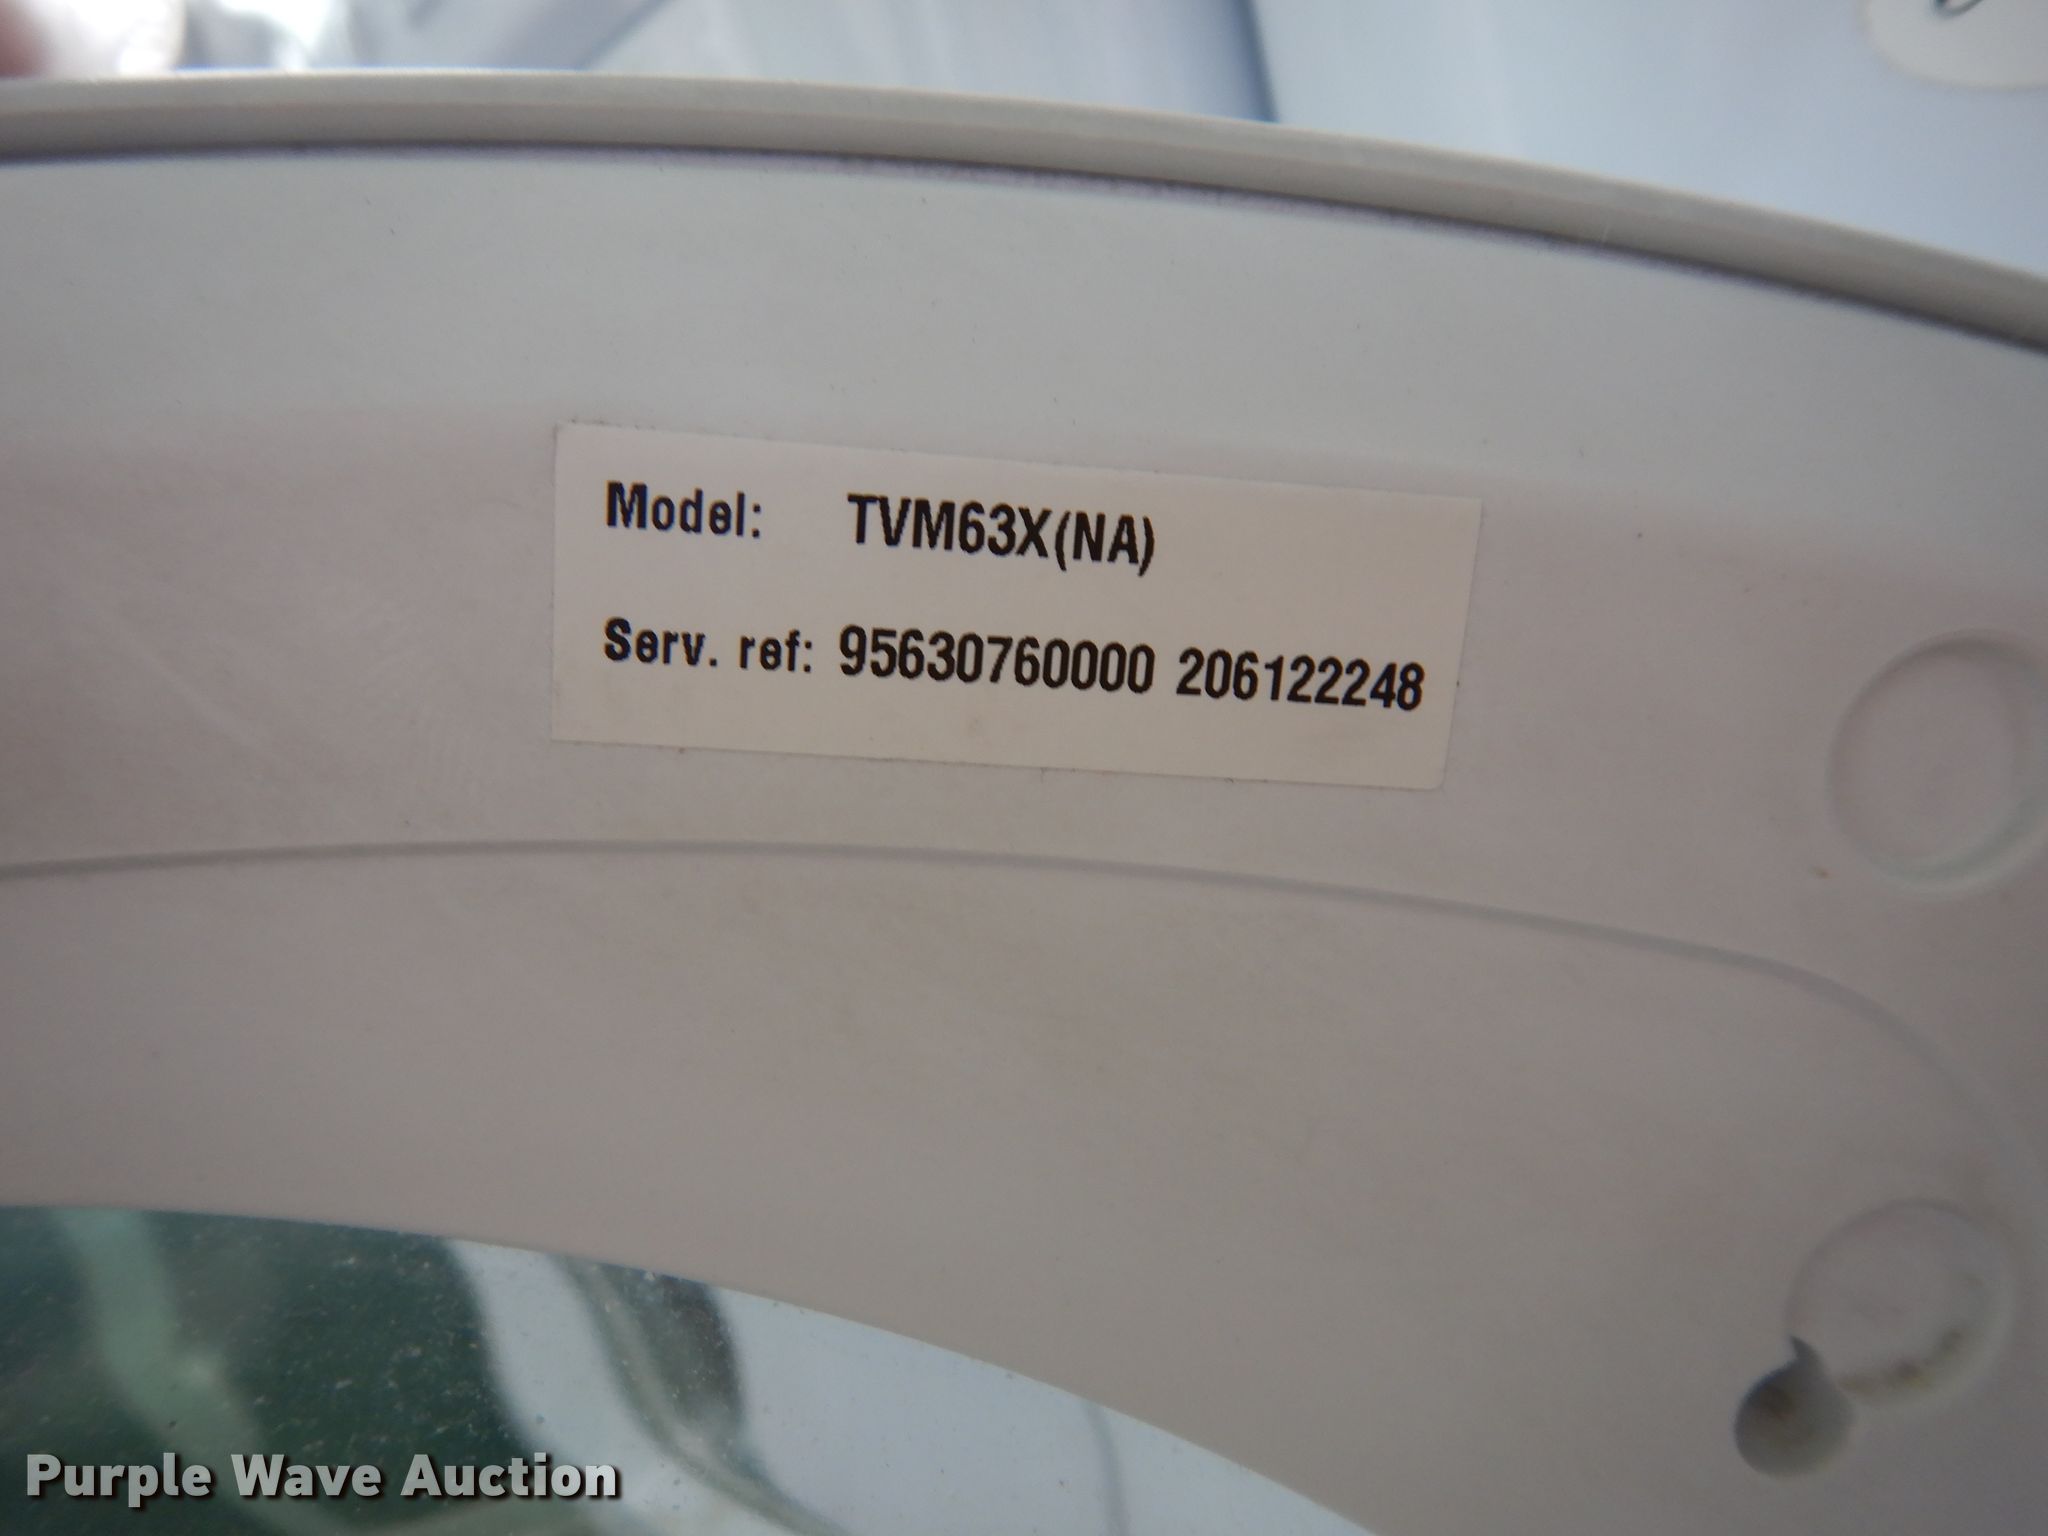 Model: TVM63X(NA)
Serv. ref: 95630760000 206122248
Purple Wave Auction